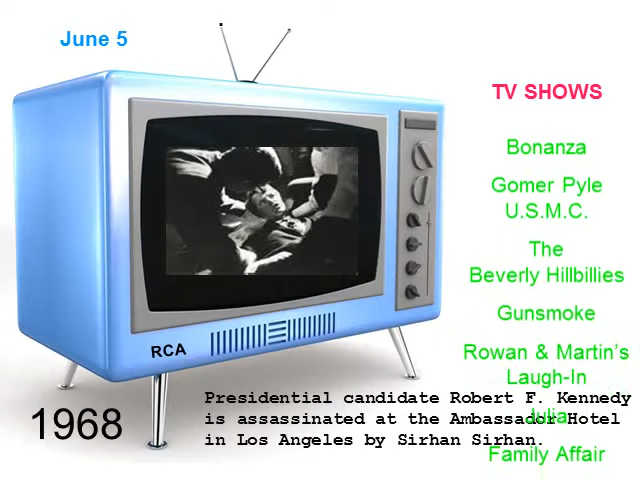 June 5
TV SHOWS
Bonanza
Gomer Pyle
U.S.M.C.
The
Beverly Hillbillies
Gunsmoke
Rowan & Martin's
Laugh-In
Julia
Family Affair
RCA
1968
Presidential candidate Robert F. Kennedy
is assassinated at the Ambassador Hotel
in Los Angeles by Sirhan Sirhan.